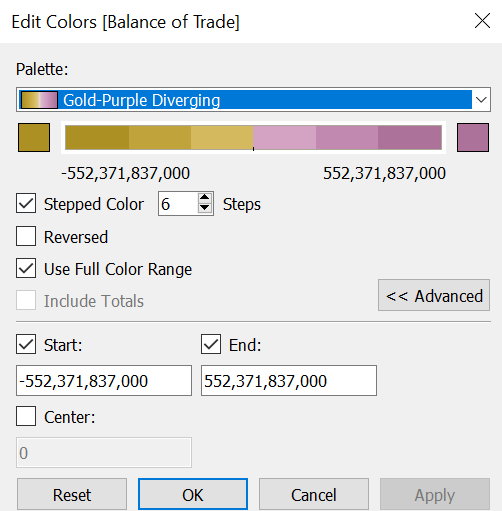 Edit Colors [Balance of Trade]
Palette:
Gold-Purple Diverging
-552,371,837,000 552,371,837,000
Stepped Color 6 Steps
Reversed
Use Full Color Range
Include Totals
<< Advanced
Start: End:
-552,371,837,000 552,371,837,000
Center:
0
Reset OK Cancel Apply